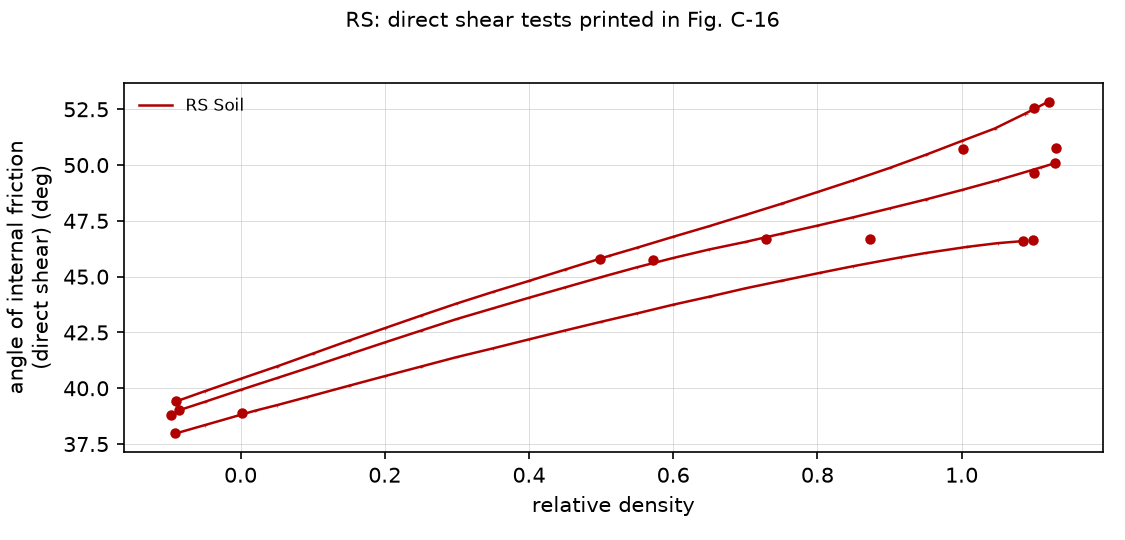 RS: direct shear tests printed in Fig. C-16
RS Soil
angle of internal friction
(direct shear) (deg)
52.5
50.0
47.5
45.0
42.5
40.0
37.5
0.0 0.2 0.4 0.6 0.8 1.0
relative density